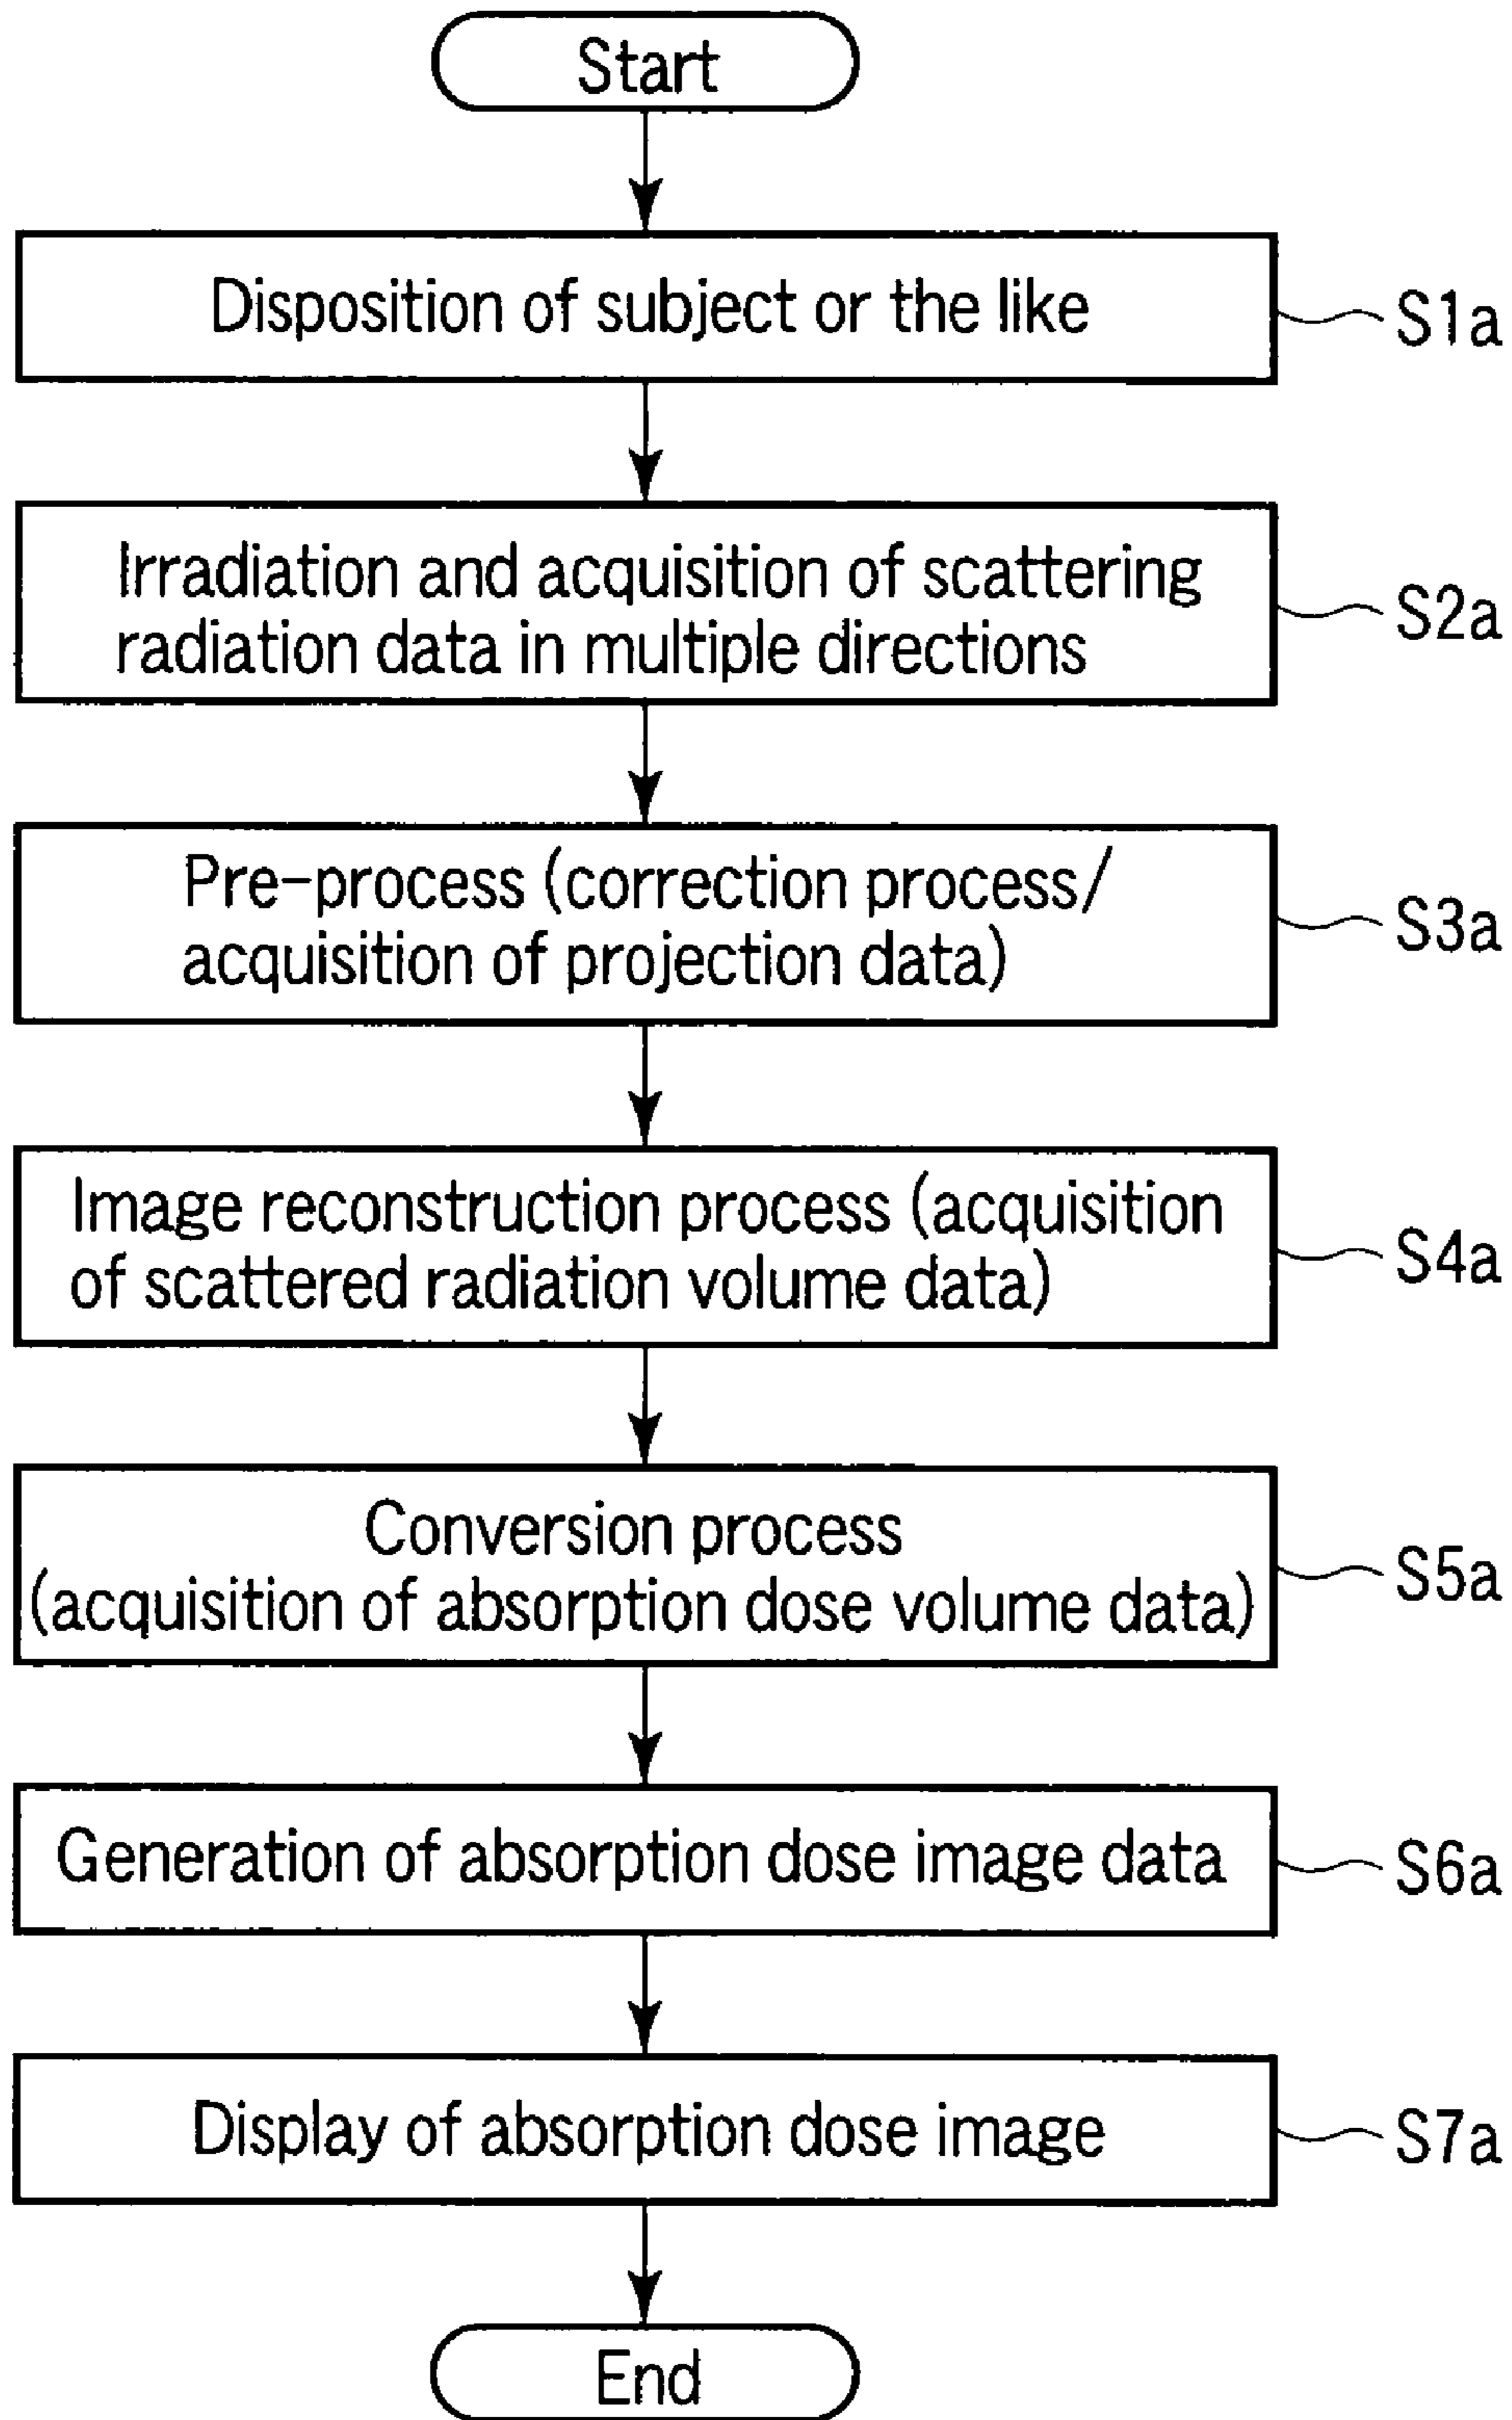 Start
Disposition of subject or the like
S1a
Irradiation and acquisition of scattering
radiation data in multiple directions
S2a
Pre-process (correction process/
acquisition of projection data)
S3a
Image reconstruction process (acquisition
of scattered radiation volume data)
S4a
Conversion process
(acquisition of absorption dose volume data)
S5a
Generation of absorption dose image data
S6a
Display of absorption dose image
S7a
End